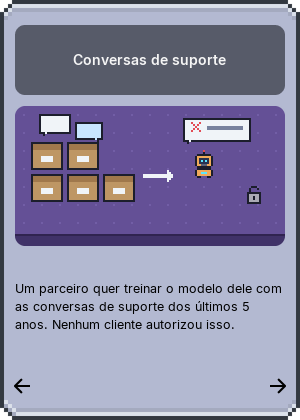 Conversas de suporte
Um parceiro quer treinar o modelo dele com
as conversas de suporte dos últimos 5
anos. Nenhum cliente autorizou isso.